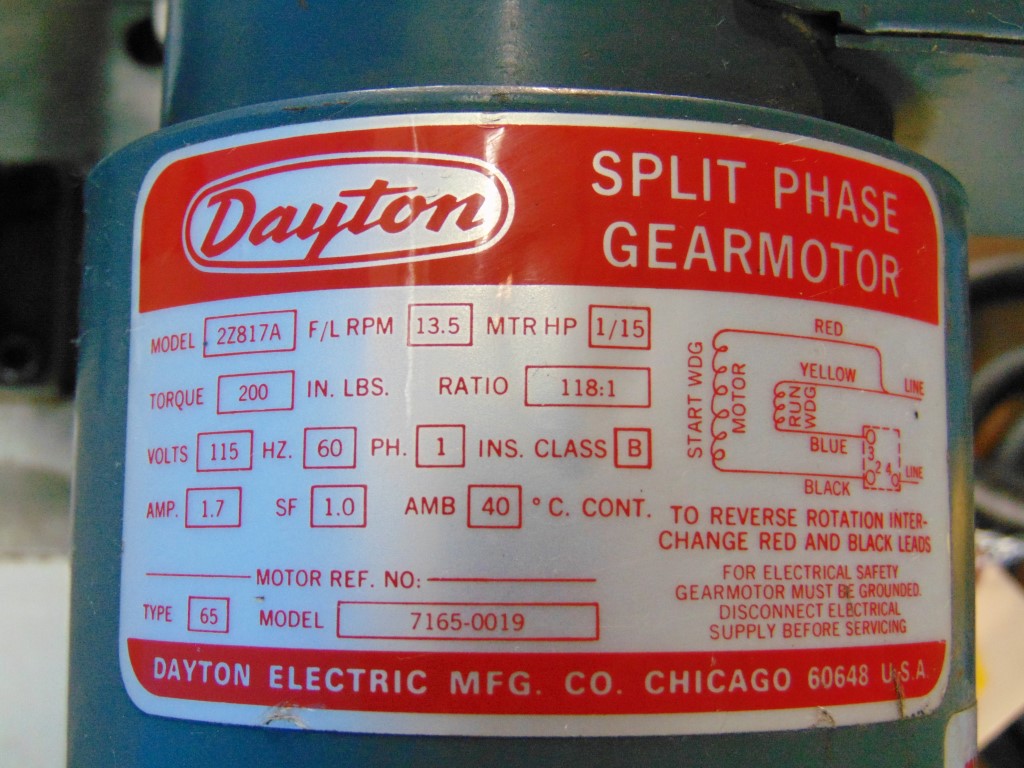 Dayton
SPLIT PHASE
GEARMOTOR
MODEL 2Z817A F/L RPM 13.5 MTR HP 1/15
TORQUE 200 IN. LBS. RATIO 118:1
VOLTS 115 HZ. 60 PH. 1 INS. CLASS B
AMP. 1.7 SF 1.0 AMB 40 °C. CONT.
MOTOR REF. NO:
TYPE 65 MODEL 7165-0019
RED
START WDG
MOTOR
YELLOW
LINE
RUN
WDG
BLUE
3
2 4
LINE
BLACK
TO REVERSE ROTATION INTER-
CHANGE RED AND BLACK LEADS
FOR ELECTRICAL SAFETY
GEARMOTOR MUST BE GROUNDED.
DISCONNECT ELECTRICAL
SUPPLY BEFORE SERVICING
DAYTON ELECTRIC MFG. CO. CHICAGO 60648 U.S.A.